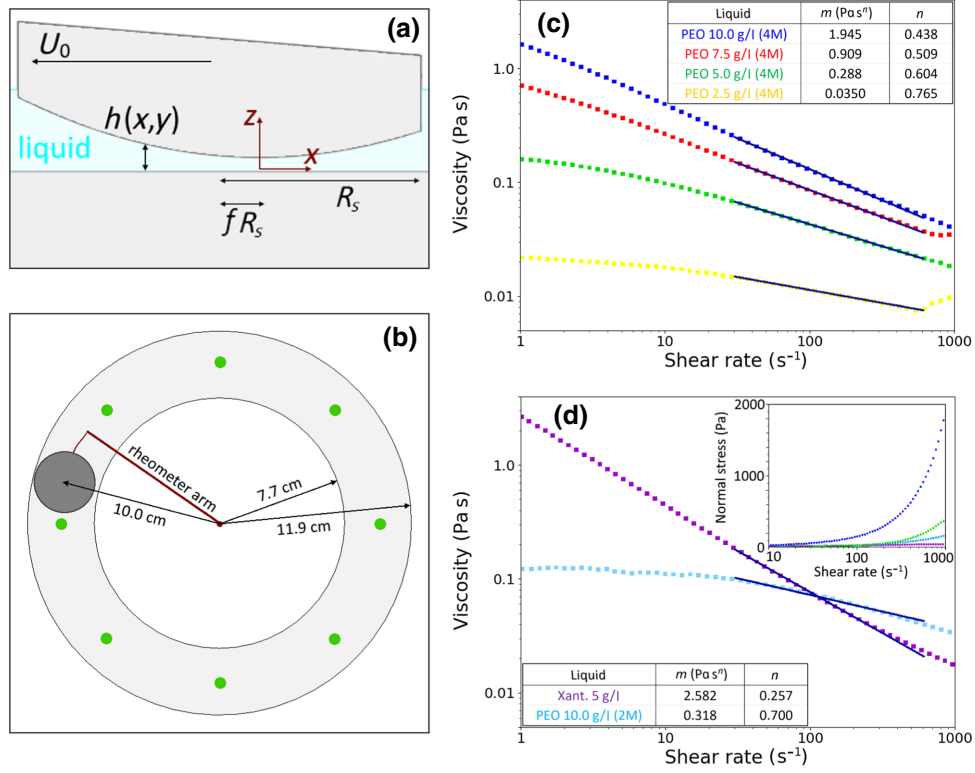 (a)
U₀
h(x,y)
z
liquid
x
R_s
f R_s
(b)
rheometer arm
7.7 cm
10.0 cm
11.9 cm
(c)
Liquid m (Pa sⁿ) n
PEO 10.0 g/l (4M) 1.945 0.438
PEO 7.5 g/l (4M) 0.909 0.509
PEO 5.0 g/l (4M) 0.288 0.604
PEO 2.5 g/l (4M) 0.0350 0.765
Viscosity (Pa s)
1.0
0.1
0.01
1 10 100 1000
Shear rate (s⁻¹)
(d)
Viscosity (Pa s)
1.0
0.1
0.01
Normal stress (Pa)
2000
1000
0
10 100 1000
Shear rate (s⁻¹)
Liquid m (Pa sⁿ) n
Xant. 5 g/l 2.582 0.257
PEO 10.0 g/l (2M) 0.318 0.700
1 10 100 1000
Shear rate (s⁻¹)